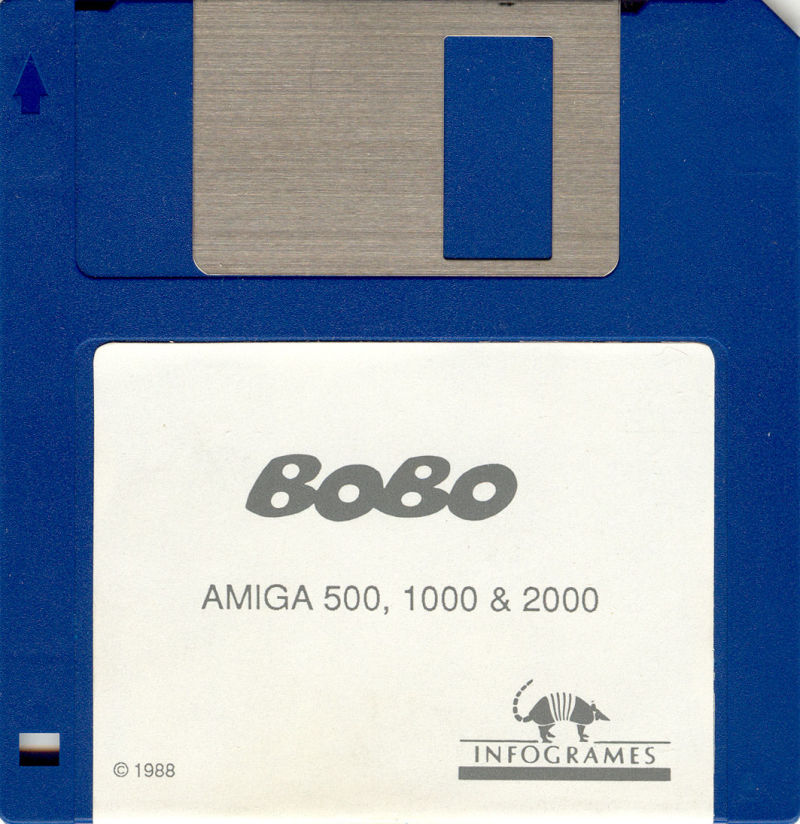 BOBO
AMIGA 500, 1000 & 2000
© 1988
INFOGRAMES